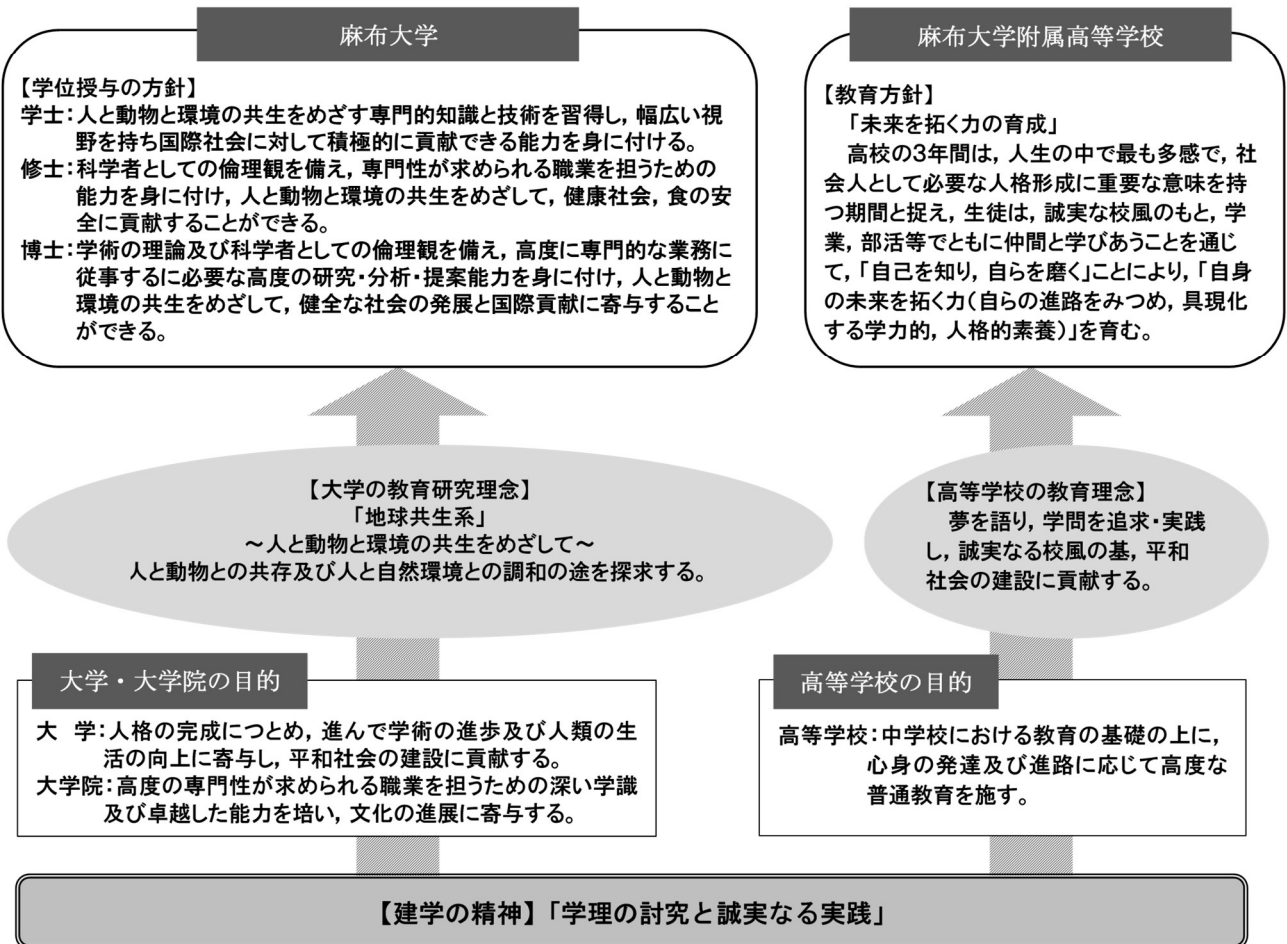 麻布大学
【学位授与の方針】
学士：人と動物と環境の共生をめざす専門的知識と技術を習得し，幅広い視
野を持ち国際社会に対して積極的に貢献できる能力を身に付ける。
修士：科学者としての倫理観を備え，専門性が求められる職業を担うための
能力を身に付け，人と動物と環境の共生をめざして，健康社会，食の安
全に貢献することができる。
博士：学術の理論及び科学者としての倫理観を備え，高度に専門的な業務に
従事するに必要な高度の研究・分析・提案能力を身に付け，人と動物と
環境の共生をめざして，健全な社会の発展と国際貢献に寄与すること
ができる。
麻布大学附属高等学校
【教育方針】
「未来を拓く力の育成」
高校の３年間は，人生の中で最も多感で，社
会人として必要な人格形成に重要な意味を持
つ期間と捉え，生徒は，誠実な校風のもと，学
業，部活等でともに仲間と学びあうことを通じ
て，「自己を知り，自らを磨く」ことにより，「自身
の未来を拓く力（自らの進路をみつめ，具現化
する学力的，人格的素養）」を育む。
【大学の教育研究理念】
「地球共生系」
～人と動物と環境の共生をめざして～
人と動物との共存及び人と自然環境との調和の途を探求する。
【高等学校の教育理念】
夢を語り，学問を追求・実践
し，誠実なる校風の基，平和
社会の建設に貢献する。
大学・大学院の目的
大　学：人格の完成につとめ，進んで学術の進歩及び人類の生
活の向上に寄与し，平和社会の建設に貢献する。
大学院：高度の専門性が求められる職業を担うための深い学識
及び卓越した能力を培い，文化の進展に寄与する。
高等学校の目的
高等学校：中学校における教育の基礎の上に，
心身の発達及び進路に応じて高度な
普通教育を施す。
【建学の精神】「学理の討究と誠実なる実践」